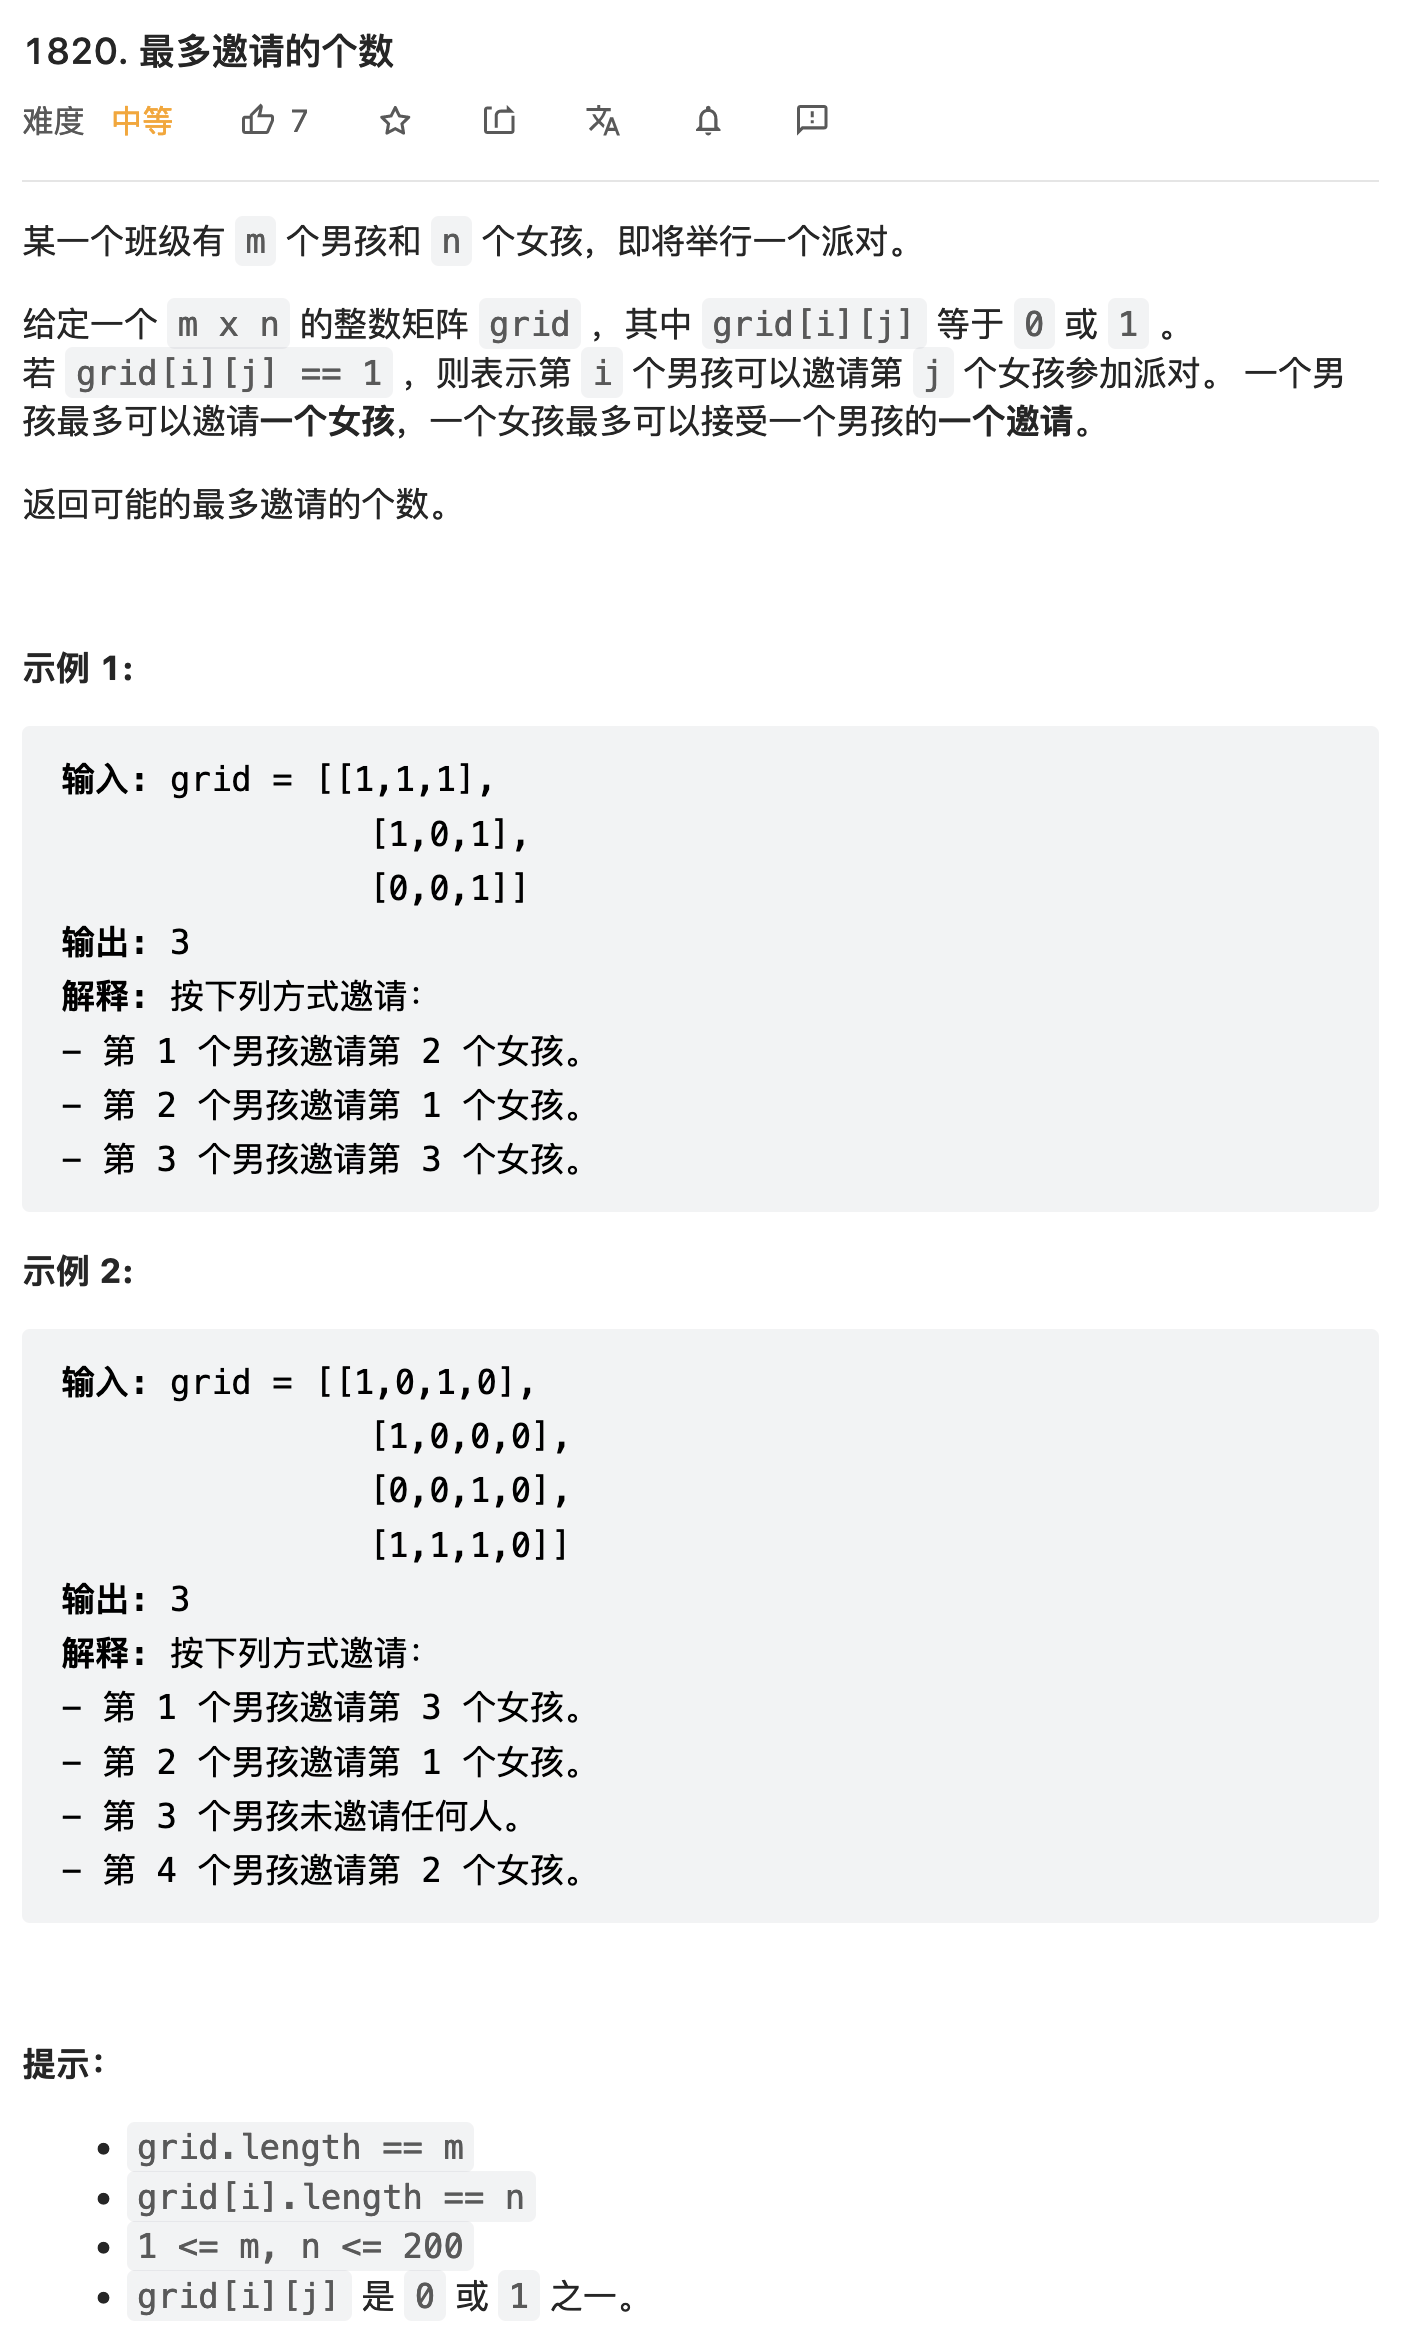 1820. 最多邀请的个数
难度 中等 7
某一个班级有 m 个男孩和 n 个女孩，即将举行一个派对。
给定一个 m x n 的整数矩阵 grid ，其中 grid[i][j] 等于 0 或 1 。
若 grid[i][j] == 1 ，则表示第 i 个男孩可以邀请第 j 个女孩参加派对。 一个男
孩最多可以邀请一个女孩，一个女孩最多可以接受一个男孩的一个邀请。
返回可能的最多邀请的个数。
示例 1:
输入: grid = [[1,1,1],
[1,0,1],
[0,0,1]]
输出: 3
解释: 按下列方式邀请:
- 第 1 个男孩邀请第 2 个女孩。
- 第 2 个男孩邀请第 1 个女孩。
- 第 3 个男孩邀请第 3 个女孩。
示例 2:
输入: grid = [[1,0,1,0],
[1,0,0,0],
[0,0,1,0],
[1,1,1,0]]
输出: 3
解释: 按下列方式邀请:
- 第 1 个男孩邀请第 3 个女孩。
- 第 2 个男孩邀请第 1 个女孩。
- 第 3 个男孩未邀请任何人。
- 第 4 个男孩邀请第 2 个女孩。
提示：
• grid.length == m
• grid[i].length == n
• 1 <= m, n <= 200
• grid[i][j] 是 0 或 1 之一。